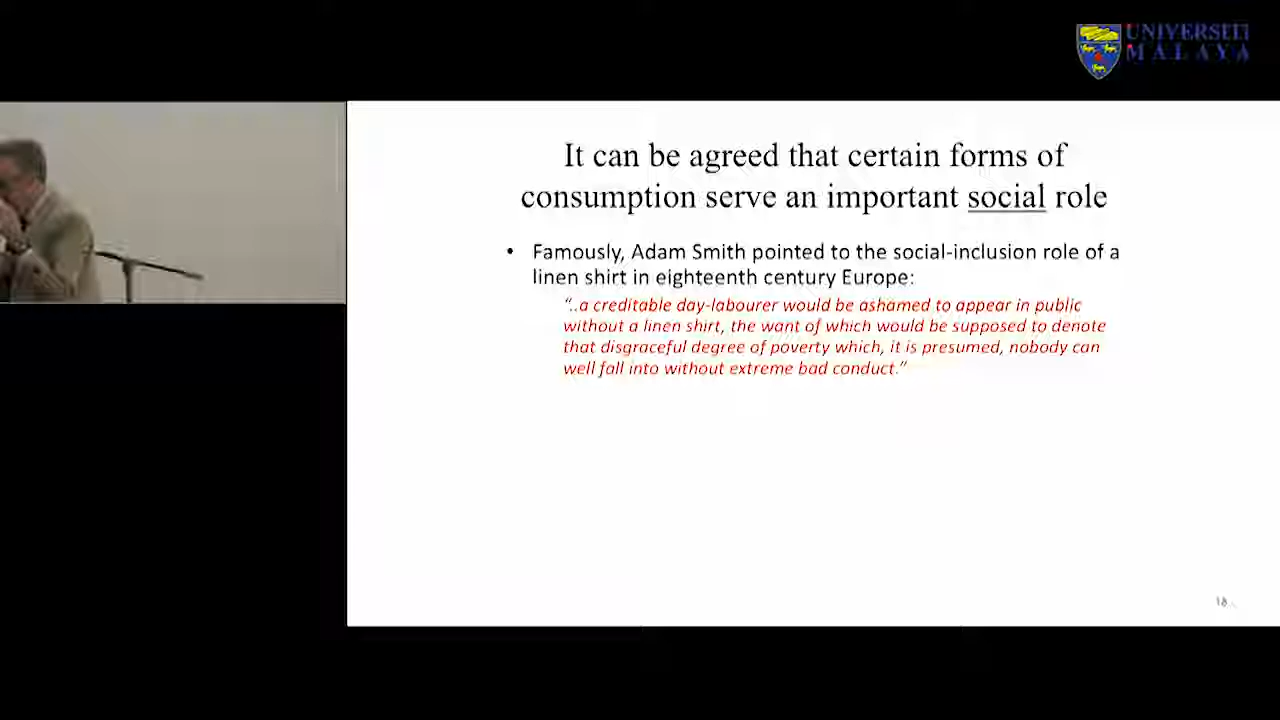 UNIVERSITI
MALAYA
It can be agreed that certain forms of
consumption serve an important social role
• Famously, Adam Smith pointed to the social-inclusion role of a
linen shirt in eighteenth century Europe:
“..a creditable day-labourer would be ashamed to appear in public
without a linen shirt, the want of which would be supposed to denote
that disgraceful degree of poverty which, it is presumed, nobody can
well fall into without extreme bad conduct.”
18